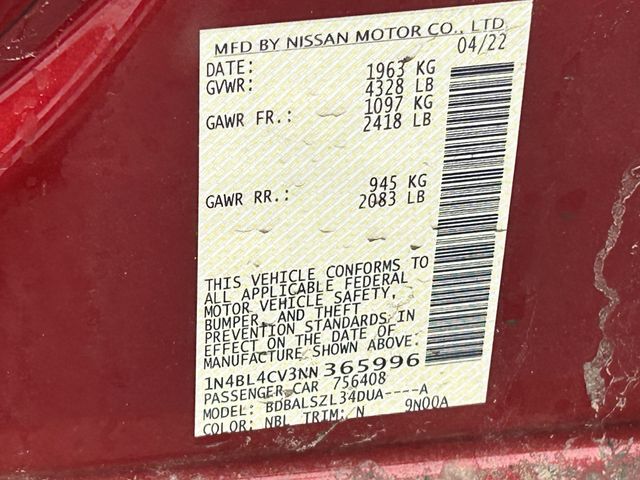 MFD BY NISSAN MOTOR CO., LTD.
DATE: 04/22
GVWR: 1963 KG
4328 LB
GAWR FR.: 1097 KG
2418 LB
GAWR RR.: 945 KG
2083 LB
THIS VEHICLE CONFORMS TO
ALL APPLICABLE FEDERAL
MOTOR VEHICLE SAFETY,
BUMPER, AND THEFT
PREVENTION STANDARDS IN
EFFECT ON THE DATE OF
MANUFACTURE SHOWN ABOVE.
1N4BL4CV3NN365996
PASSENGER CAR 756408
MODEL: BDBALSZL34DUA----A
COLOR: NBL TRIM: N 9N00A